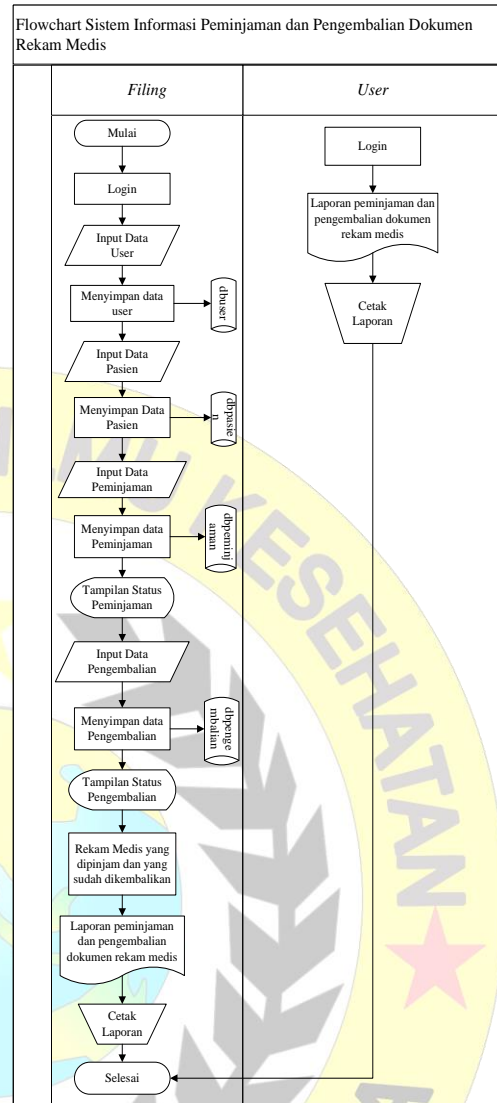 Flowchart Sistem Informasi Peminjaman dan Pengembalian Dokumen
Rekam Medis
Filing
User
Mulai
Login
Input Data
User
Menyimpan data
user
dbuser
Input Data
Pasien
Menyimpan Data
Pasien
dbpasie
n
Input Data
Peminjaman
Menyimpan data
Peminjaman
dbpeminj
aman
Tampilan Status
Peminjaman
Input Data
Pengembalian
Menyimpan data
Pengembalian
dbpenge
mbalian
Tampilan Status
Pengembalian
Rekam Medis yang
dipinjam dan yang
sudah dikembalikan
Laporan peminjaman
dan pengembalian
dokumen rekam medis
Cetak
Laporan
Selesai
Login
Laporan peminjaman dan
pengembalian dokumen
rekam medis
Cetak
Laporan
ILMU KESEHATAN